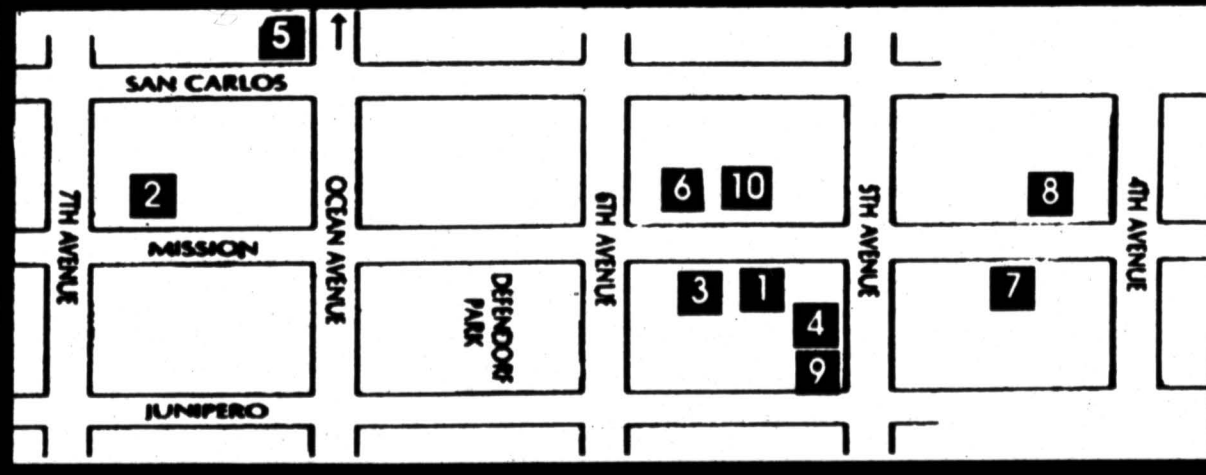 5
SAN CARLOS
2
6
10
8
7TH AVENUE
OCEAN AVENUE
6TH AVENUE
5TH AVENUE
4TH AVENUE
MISSION
DEFENDORF
PARK
3
1
7
4
9
JUNIPERO